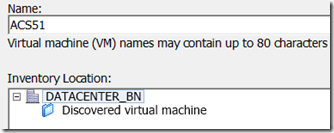 Name:
ACS51
Virtual machine (VM) names may contain up to 80 characters
Inventory Location:
DATACENTER_BN
Discovered virtual machine